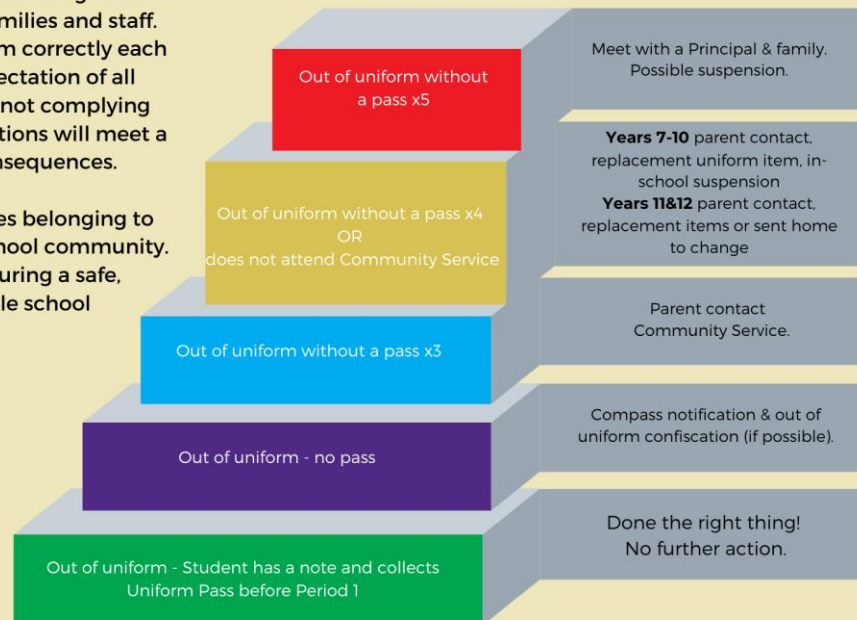 milies and staff.
m correctly each
ectation of all
not complying
tions will meet a
nsequences.
es belonging to
hool community.
uring a safe,
le school
Out of uniform without
a pass x5
Meet with a Principal & family.
Possible suspension.
Out of uniform without a pass x4
OR
does not attend Community Service
Years 7-10 parent contact,
replacement uniform item, in-
school suspension
Years 11&12 parent contact,
replacement items or sent home
to change
Out of uniform without a pass x3
Parent contact
Community Service.
Out of uniform - no pass
Compass notification & out of
uniform confiscation (if possible).
Out of uniform - Student has a note and collects
Uniform Pass before Period 1
Done the right thing!
No further action.